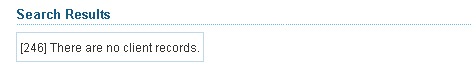 Search Results
[246] There are no client records.